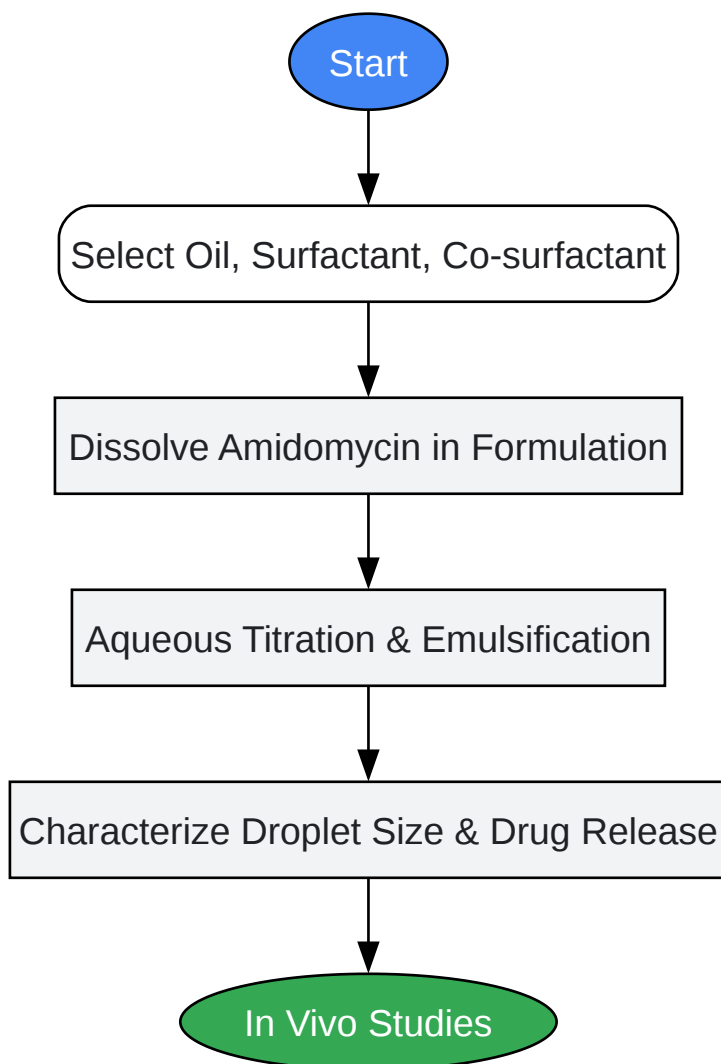 Start
Select Oil, Surfactant, Co-surfactant
Dissolve Amidomycin in Formulation
Aqueous Titration & Emulsification
Characterize Droplet Size & Drug Release
In Vivo Studies